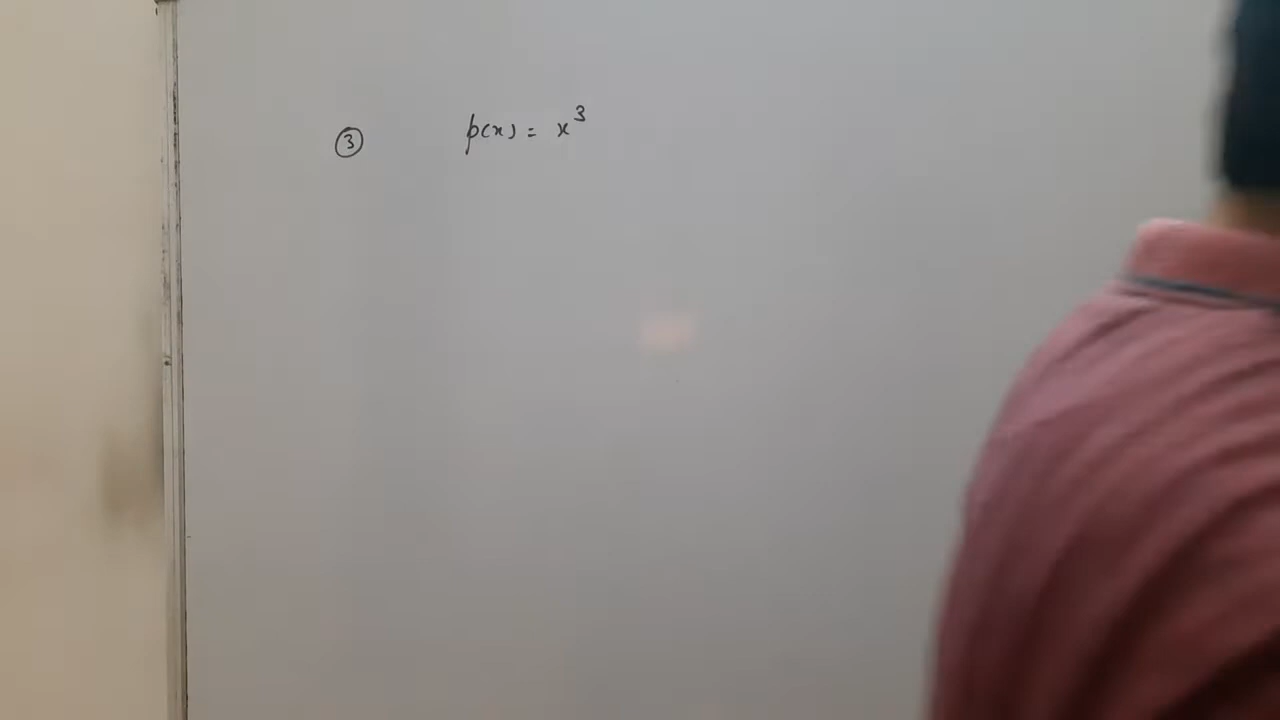 ③ p(x) = x³